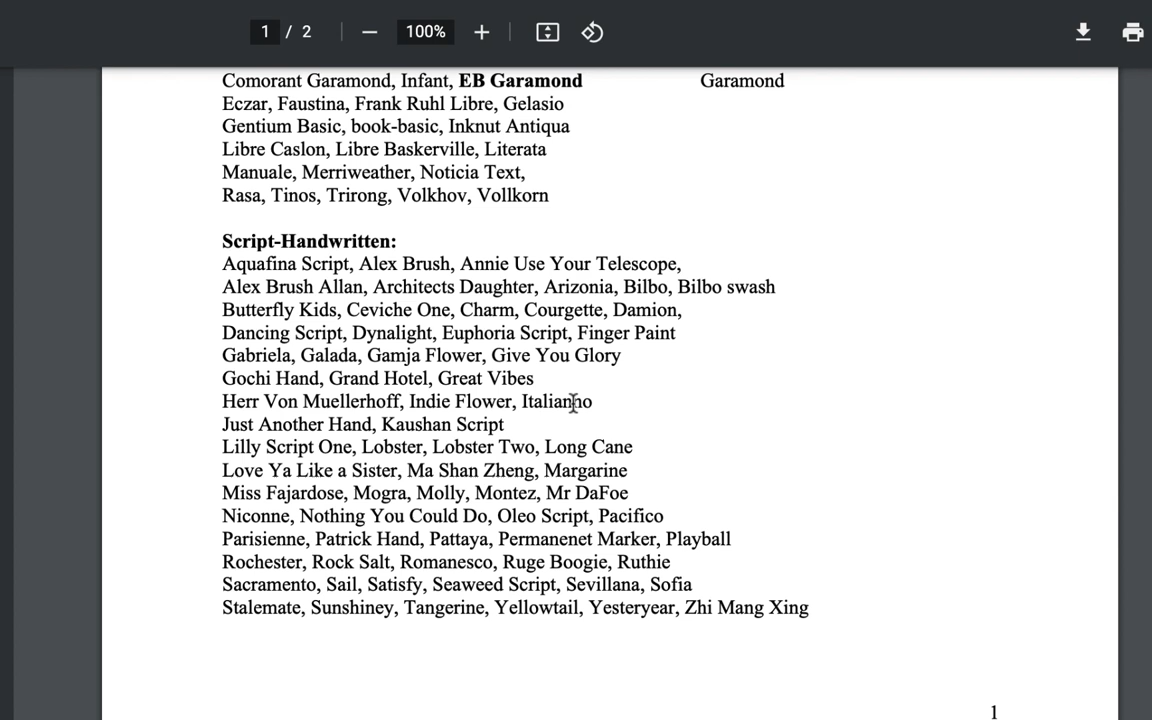 1 / 2 100%
Comorant Garamond, Infant, EB Garamond Garamond
Eczar, Faustina, Frank Ruhl Libre, Gelasio
Gentium Basic, book-basic, Inknut Antiqua
Libre Caslon, Libre Baskerville, Literata
Manuale, Merriweather, Noticia Text,
Rasa, Tinos, Trirong, Volkhov, Vollkorn
Script-Handwritten:
Aquafina Script, Alex Brush, Annie Use Your Telescope,
Alex Brush Allan, Architects Daughter, Arizonia, Bilbo, Bilbo swash
Butterfly Kids, Ceviche One, Charm, Courgette, Damion,
Dancing Script, Dynalight, Euphoria Script, Finger Paint
Gabriela, Galada, Gamja Flower, Give You Glory
Gochi Hand, Grand Hotel, Great Vibes
Herr Von Muellerhoff, Indie Flower, Italianno
Just Another Hand, Kaushan Script
Lilly Script One, Lobster, Lobster Two, Long Cane
Love Ya Like a Sister, Ma Shan Zheng, Margarine
Miss Fajardose, Mogra, Molly, Montez, Mr DaFoe
Niconne, Nothing You Could Do, Oleo Script, Pacifico
Parisienne, Patrick Hand, Pattaya, Permanenet Marker, Playball
Rochester, Rock Salt, Romanesco, Ruge Boogie, Ruthie
Sacramento, Sail, Satisfy, Seaweed Script, Sevillana, Sofia
Stalemate, Sunshiney, Tangerine, Yellowtail, Yesteryear, Zhi Mang Xing
1